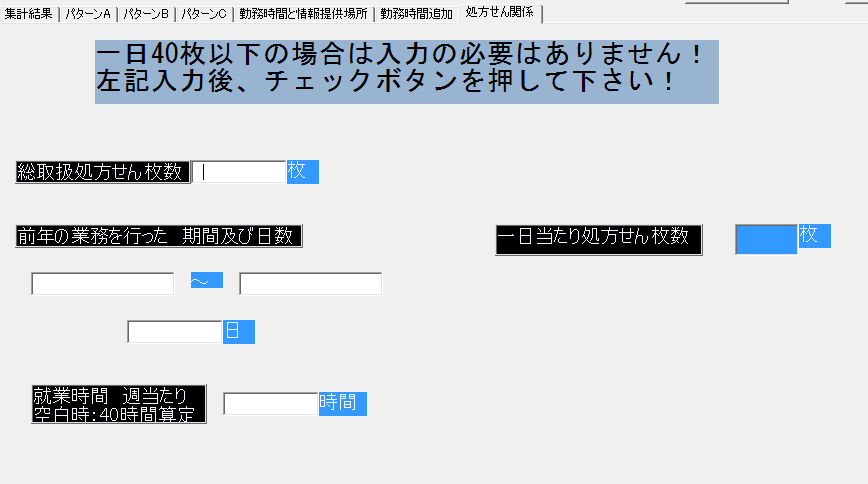 集計結果 パターンA パターンB パターンC 勤務時間と情報提供場所 勤務時間追加 処方せん関係
一日40枚以下の場合は入力の必要はありません！
左記入力後、チェックボタンを押して下さい！
総取扱処方せん枚数 枚
前年の業務を行った　期間及び日数
一日当たり処方せん枚数 枚
～
日
就業時間　週当たり
空白時：40時間算定
時間